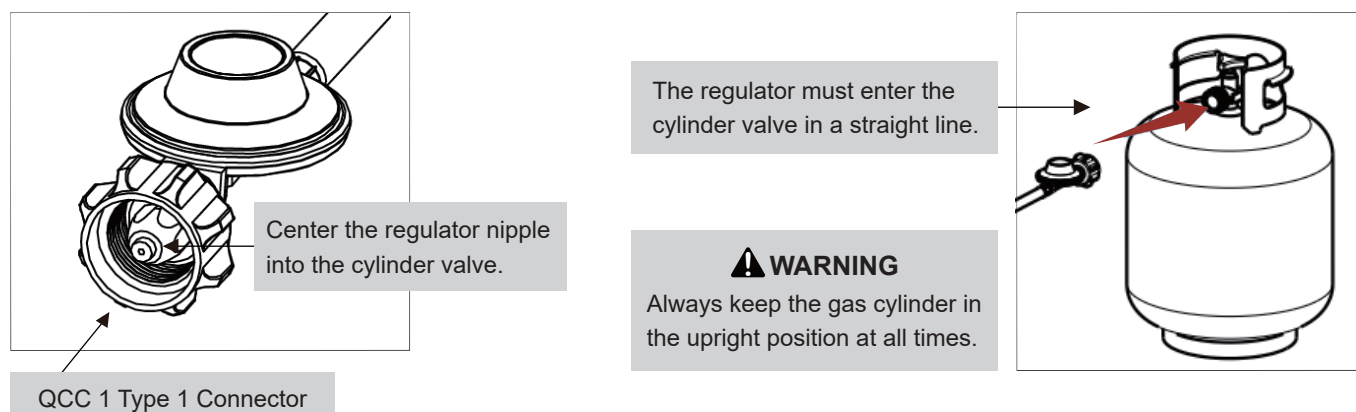 Center the regulator nipple
into the cylinder valve.
QCC 1 Type 1 Connector
The regulator must enter the
cylinder valve in a straight line.
WARNING
Always keep the gas cylinder in
the upright position at all times.